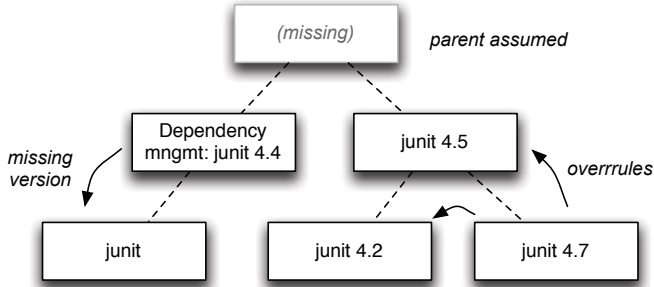 (missing)
parent assumed
Dependency
mngmt: junit 4.4
junit 4.5
missing
version
overrrules
junit
junit 4.2
junit 4.7